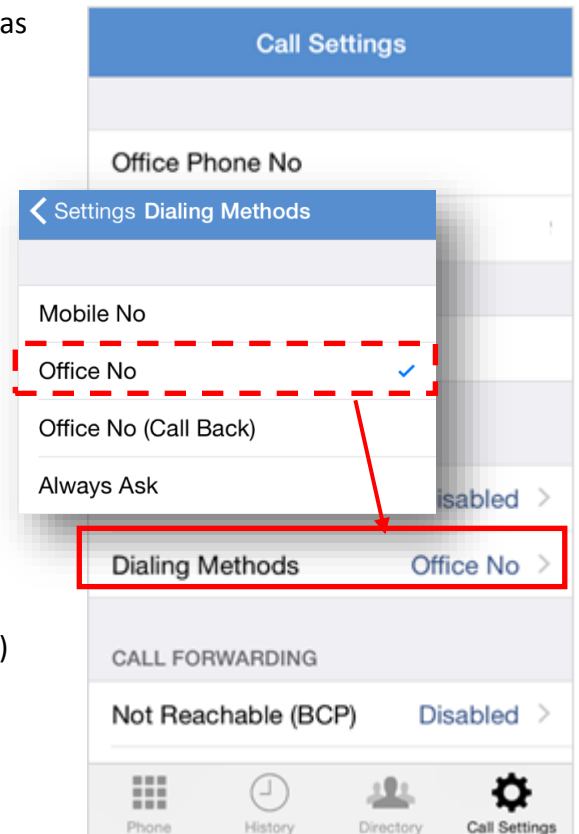 as
Call Settings
Office Phone No
Settings Dialing Methods
Mobile No
Office No
Office No (Call Back)
Always Ask
isabled
Dialing Methods Office No
)
CALL FORWARDING
Not Reachable (BCP) Disabled
Phone History Directory Call Settings